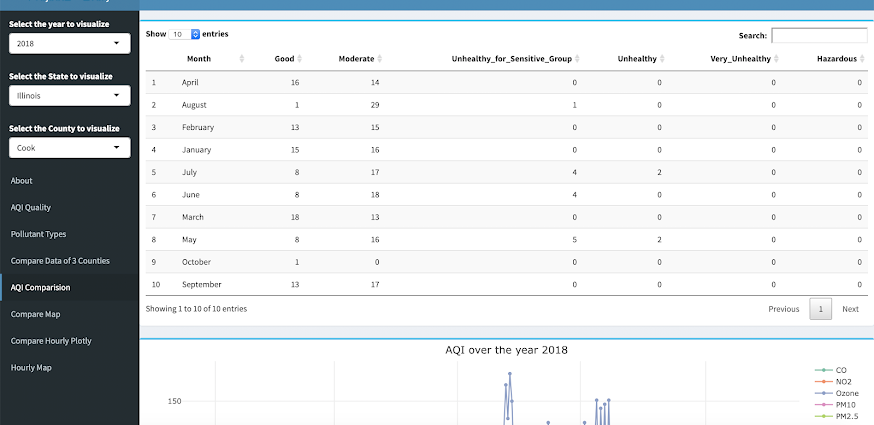 Select the year to visualize
2018
Select the State to visualize
Illinois
Select the County to visualize
Cook
About
AQI Quality
Pollutant Types
Compare Data of 3 Counties
AQI Comparision
Compare Map
Compare Hourly Plotly
Hourly Map
Show 10 entries
Search:
Month Good Moderate Unhealthy_for_Sensitive_Group Unhealthy Very_Unhealthy Hazardous
1 April 16 14 0 0 0 0
2 August 1 29 1 0 0 0
3 February 13 15 0 0 0 0
4 January 15 16 0 0 0 0
5 July 8 17 4 2 0 0
6 June 8 18 4 0 0 0
7 March 18 13 0 0 0 0
8 May 8 16 5 2 0 0
9 October 1 0 0 0 0 0
10 September 13 17 0 0 0 0
Showing 1 to 10 of 10 entries
Previous 1 Next
AQI over the year 2018
150
CO
NO2
Ozone
PM10
PM2.5